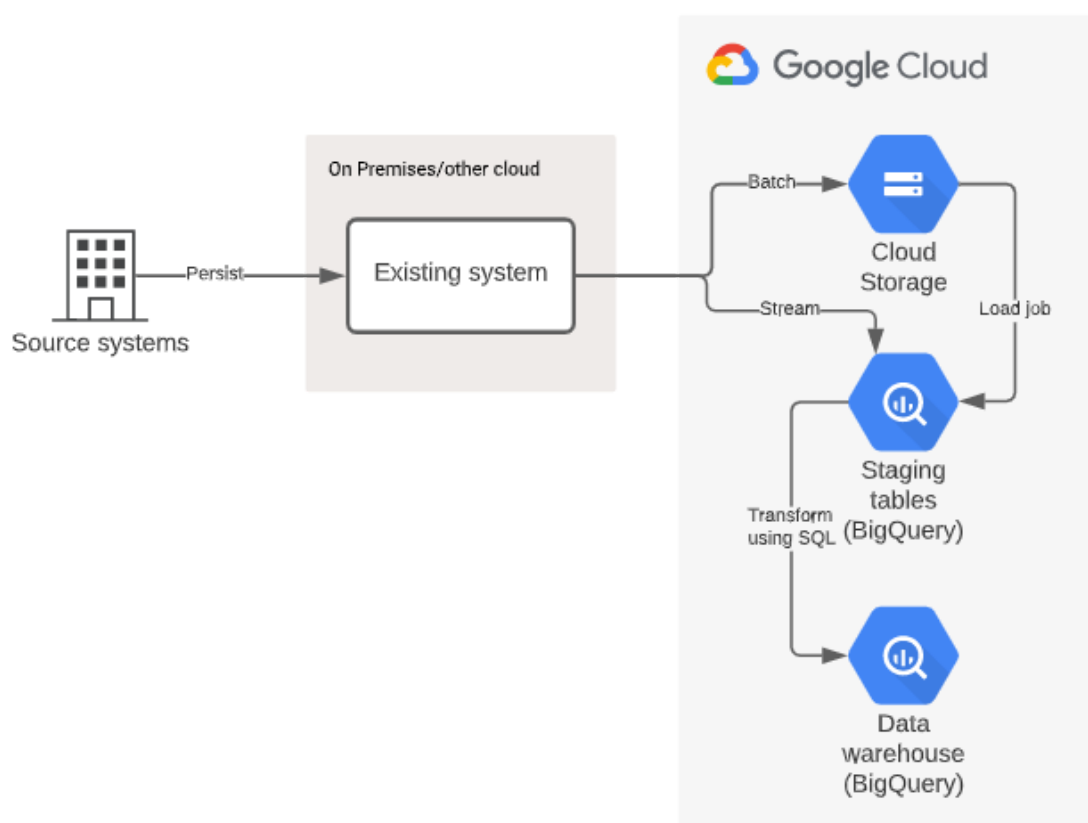 Google Cloud
On Premises/other cloud
Batch
Existing system
Persist
Cloud
Storage
Source systems
Stream
Load job
Staging
tables
(BigQuery)
Transform
using SQL
Data
warehouse
(BigQuery)